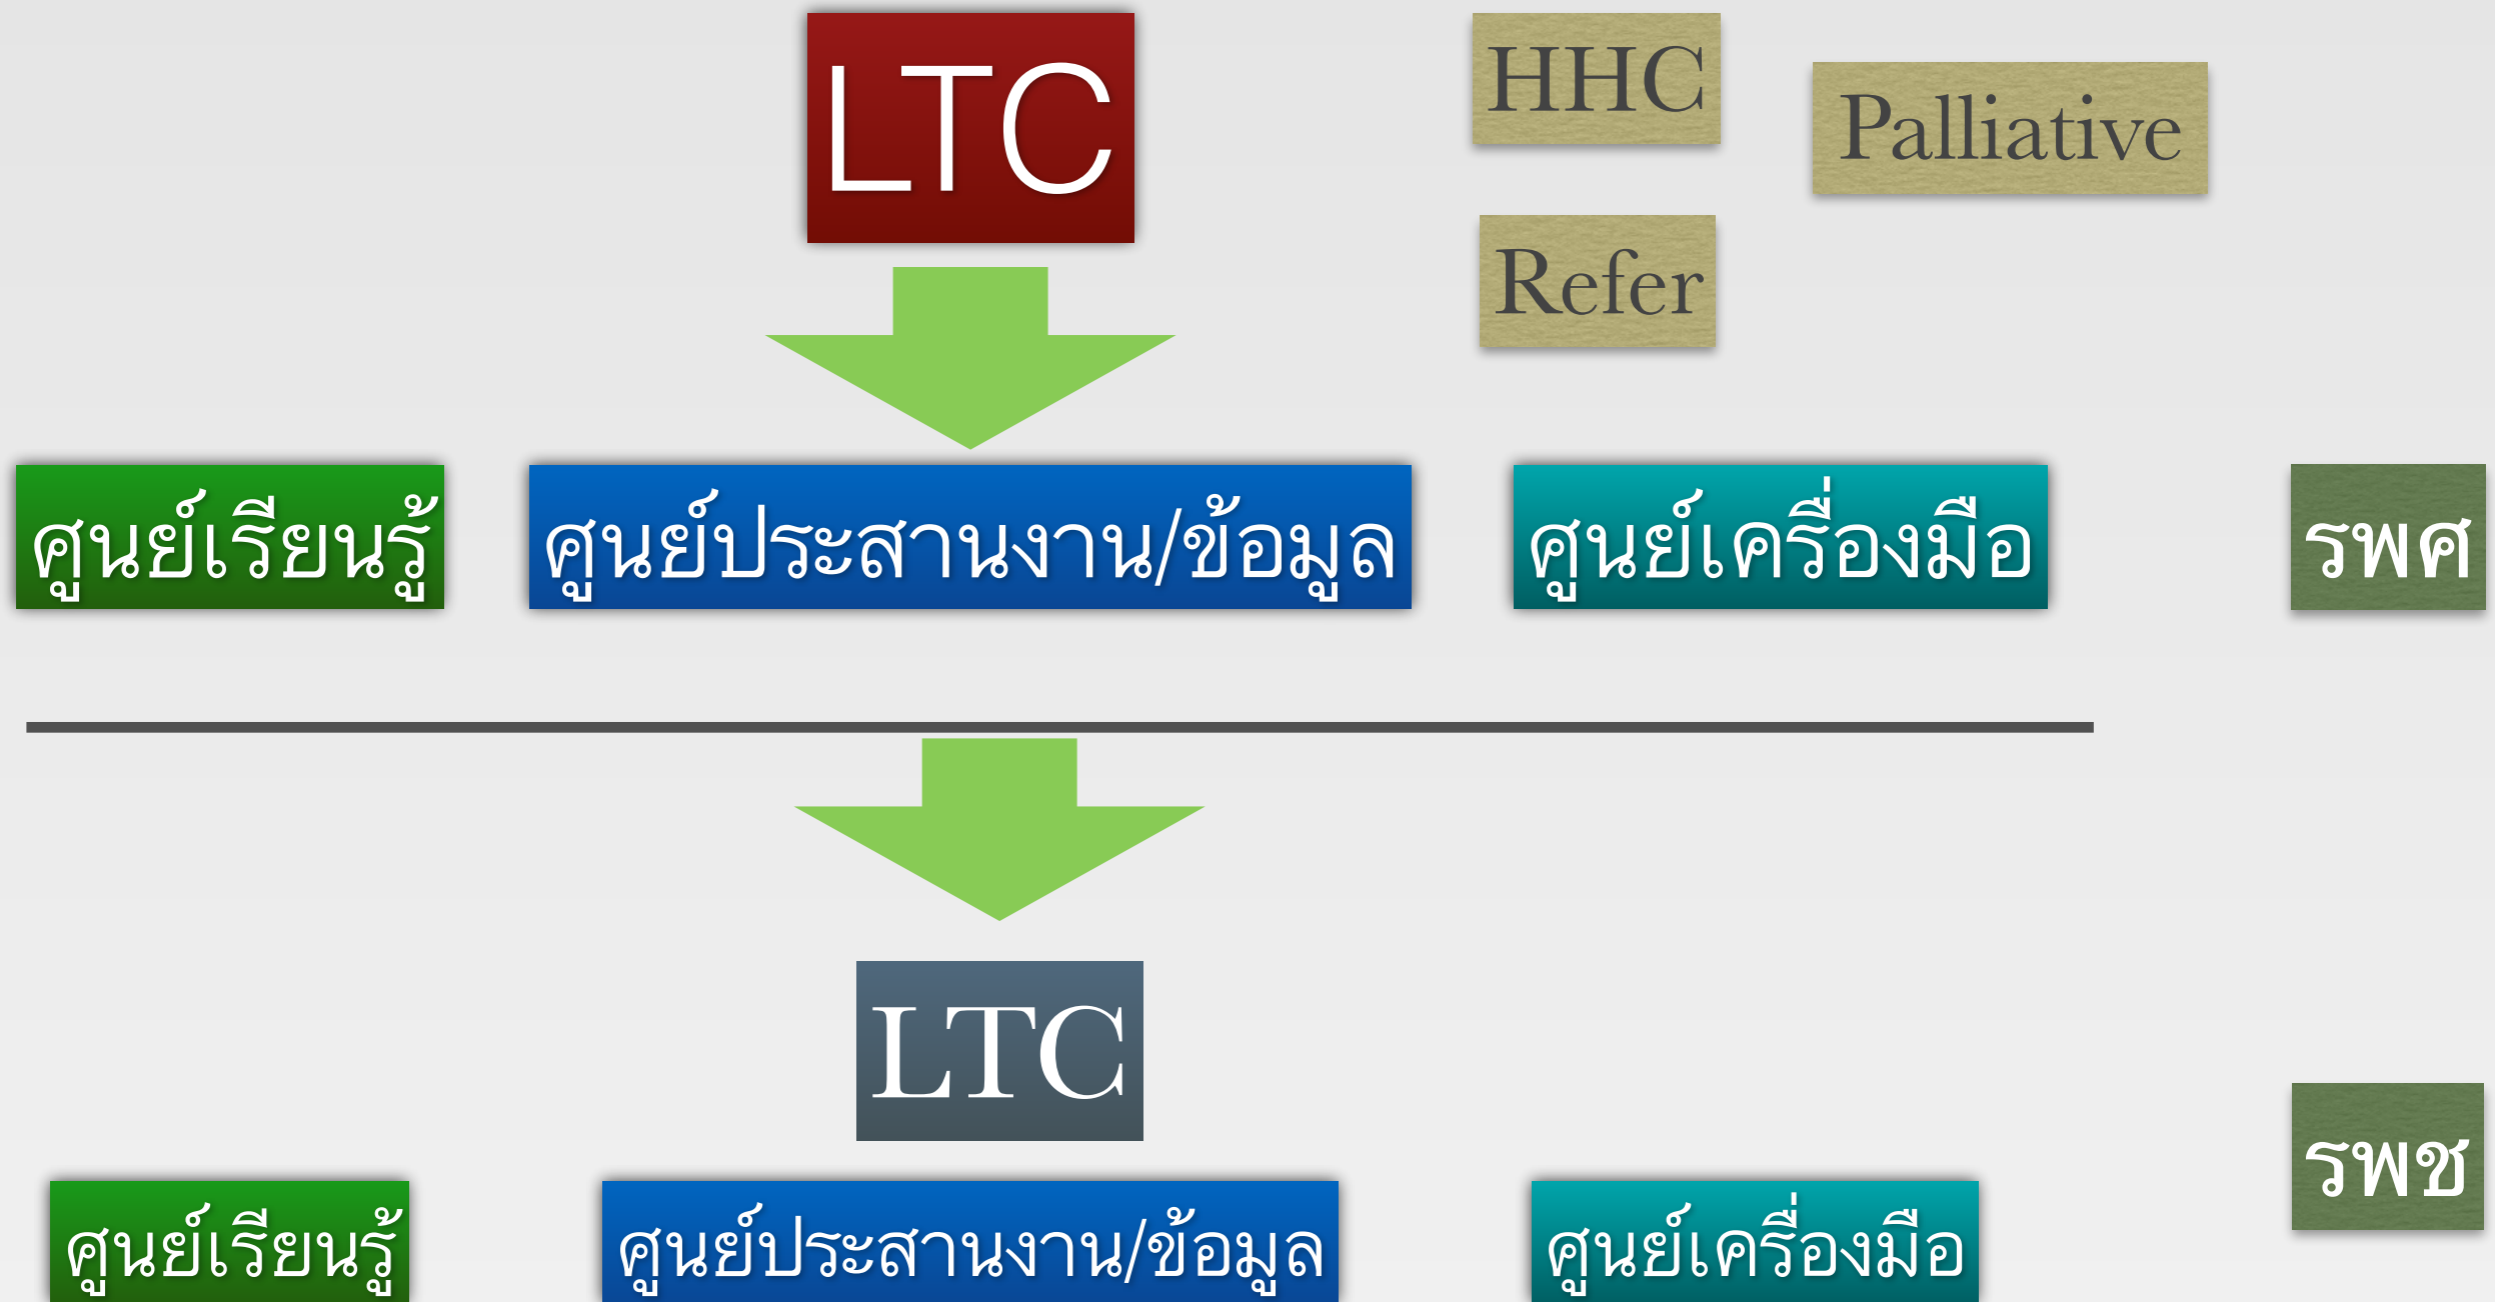 LTC
HHC
Palliative
Refer
ศูนย์เรียนรู้
ศูนย์ประสานงาน/ข้อมูล
ศูนย์เครื่องมือ
รพศ
LTC
รพช
ศูนย์เรียนรู้
ศูนย์ประสานงาน/ข้อมูล
ศูนย์เครื่องมือ